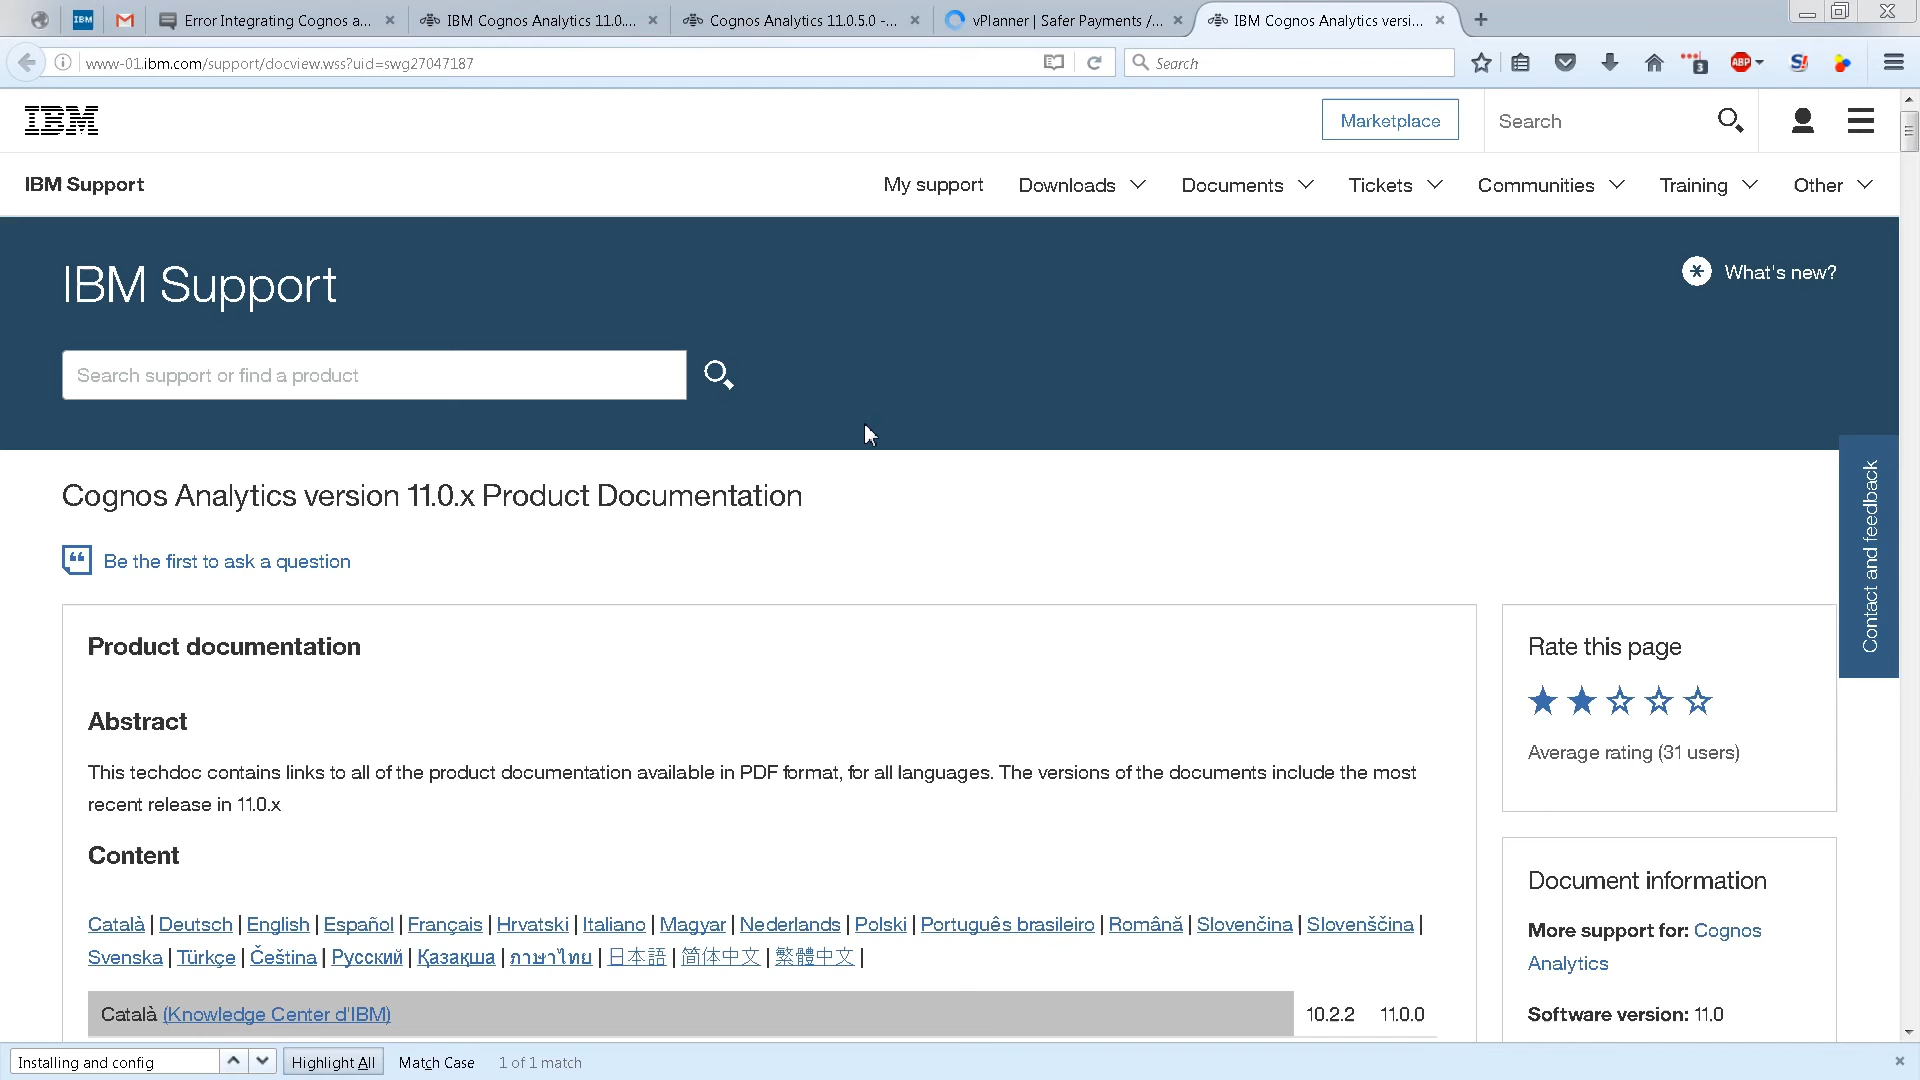 Error Integrating Cognos a...
IBM Cognos Analytics 11.0....
Cognos Analytics 11.0.5.0 -...
vPlanner | Safer Payments /...
IBM Cognos Analytics versi...
www-01.ibm.com/support/docview.wss?uid=swg27047187
Search
3
ABP
IBM
Marketplace
Search
IBM Support
My support
Downloads
Documents
Tickets
Communities
Training
Other
IBM Support
What's new?
Search support or find a product
Contact and feedback
Cognos Analytics version 11.0.x Product Documentation
Be the first to ask a question
Product documentation
Abstract
This techdoc contains links to all of the product documentation available in PDF format, for all languages. The versions of the documents include the most
recent release in 11.0.x
Content
Català | Deutsch | English | Español | Français | Hrvatski | Italiano | Magyar | Nederlands | Polski | Português brasileiro | Română | Slovenčina | Slovenščina |
Svenska | Türkçe | Čeština | Русский | Қазақша | ภาษาไทย | 日本語 | 简体中文 | 繁體中文 |
Català (Knowledge Center d'IBM)
10.2.2 11.0.0
Rate this page
Average rating (31 users)
Document information
More support for: Cognos
Analytics
Software version: 11.0
Installing and config
Highlight All
Match Case
1 of 1 match